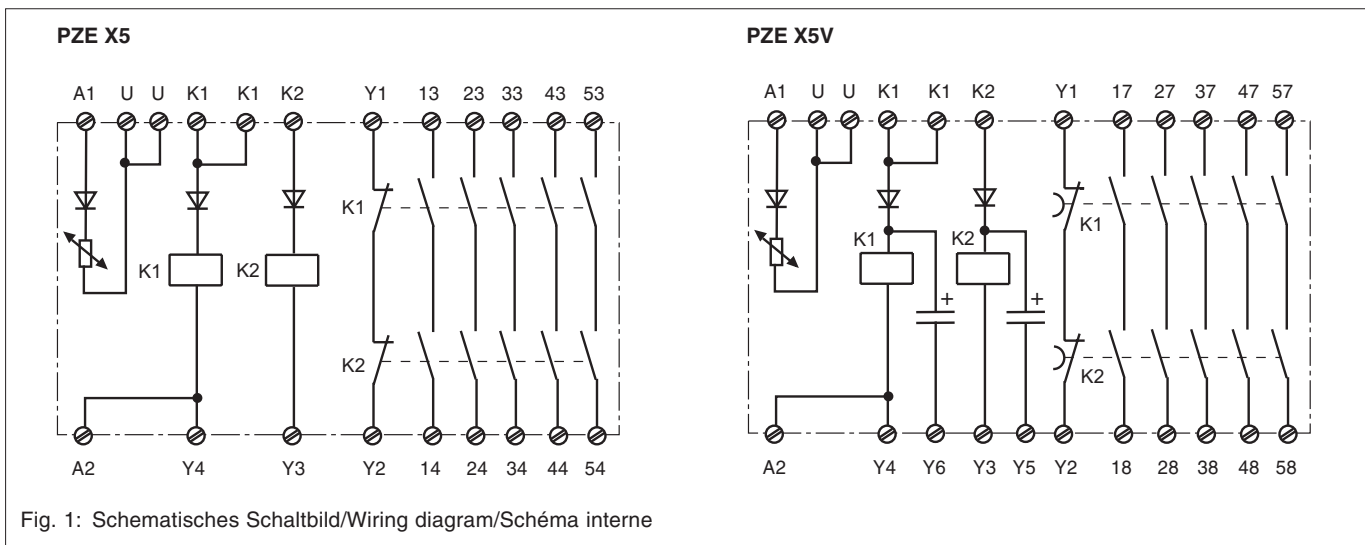 PZE X5 PZE X5V
A1 U U K1 K1 K2 Y1 13 23 33 43 53 A1 U U K1 K1 K2 Y1 17 27 37 47 57
K1 K1
K1 K2 K1 K2
+ +
K2 K2
A2 Y4 Y3 Y2 14 24 34 44 54 A2 Y4 Y6 Y3 Y5 Y2 18 28 38 48 58
Fig. 1: Schematisches Schaltbild/Wiring diagram/Schéma interne